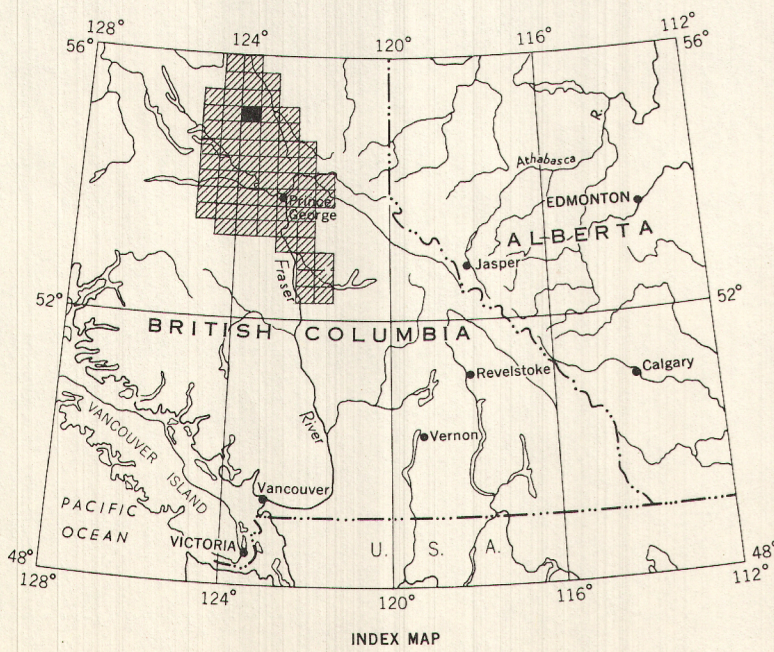 128°
124°
120°
116°
112°
56°
56°
Athabasca
R.
EDMONTON
Prince
George
ALBERTA
Jasper
Fraser
52°
52°
BRITISH COLUMBIA
Revelstoke
Calgary
VANCOUVER ISLAND
River
Vernon
Vancouver
PACIFIC
OCEAN
VICTORIA
U. S. A.
48°
48°
128°
124°
120°
116°
112°
INDEX MAP